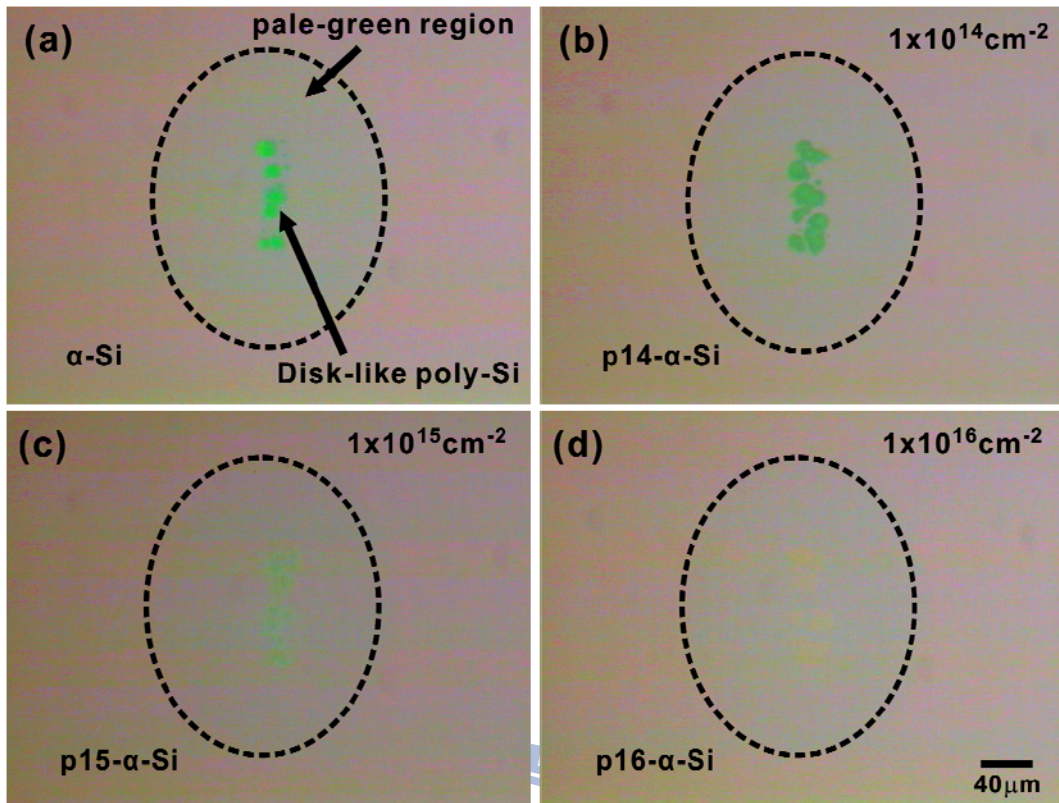 (a)
pale-green region
α-Si
Disk-like poly-Si
(b)
1x10¹⁴cm⁻²
p14-α-Si
(c)
1x10¹⁵cm⁻²
p15-α-Si
(d)
1x10¹⁶cm⁻²
p16-α-Si
40μm